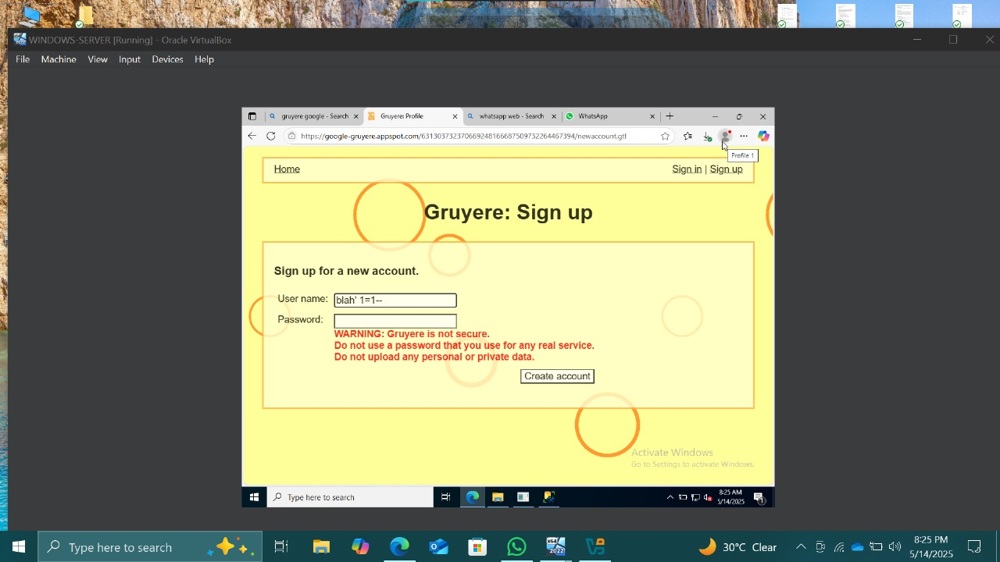 WINDOWS-SERVER [Running] - Oracle VirtualBox
File Machine View Input Devices Help
gruyere google - Search
Gruyere: Profile
whatsapp web - Search
WhatsApp
https://google-gruyere.appspot.com/631303732370669248166687509732264467394/newaccount.gtl
Profile 1
Home
Sign in | Sign up
Gruyere: Sign up
Sign up for a new account.
User name: blah' 1=1--
Password:
WARNING: Gruyere is not secure.
Do not use a password that you use for any real service.
Do not upload any personal or private data.
Create account
Activate Windows
Go to Settings to activate Windows.
Type here to search
8:25 AM
5/14/2025
Type here to search
X64
2022
30°C Clear
8:25 PM
5/14/2025